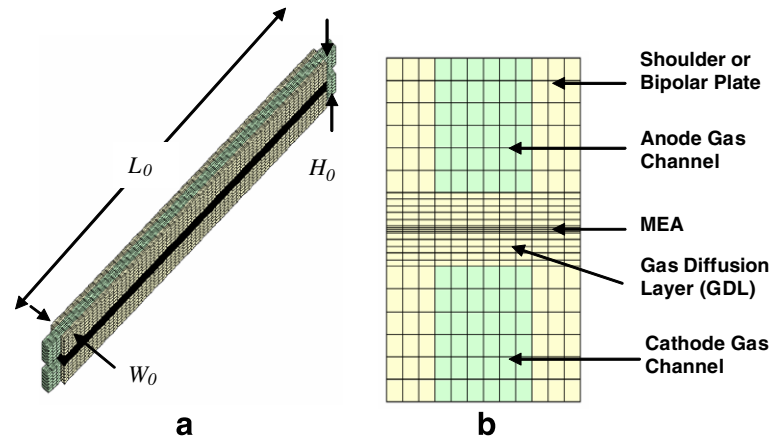 L0
H0
W0
a
Shoulder or
Bipolar Plate
Anode Gas
Channel
MEA
Gas Diffusion
Layer (GDL)
Cathode Gas
Channel
b